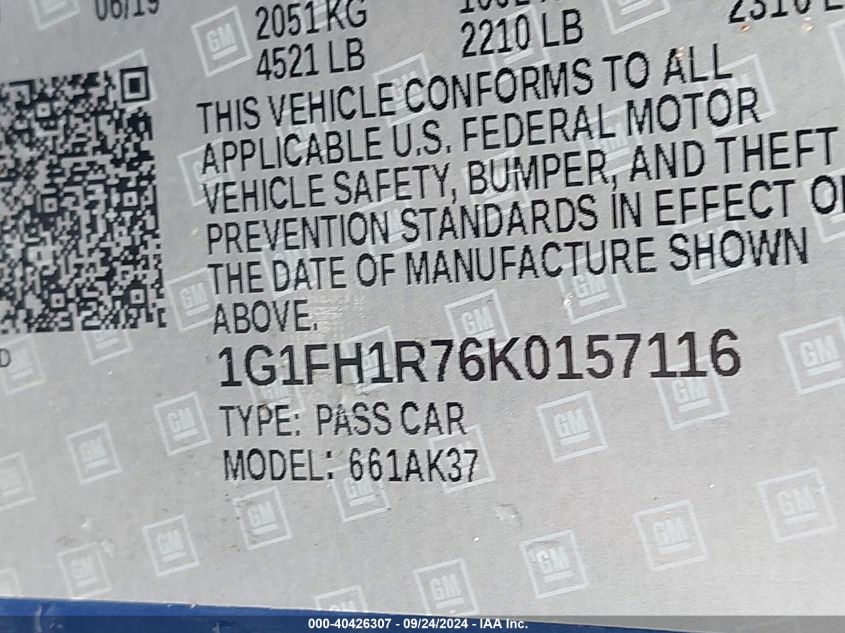 06/19
2051 KG
4521 LB
2210 LB
THIS VEHICLE CONFORMS TO ALL
APPLICABLE U.S. FEDERAL MOTOR
VEHICLE SAFETY, BUMPER, AND THEFT
PREVENTION STANDARDS IN EFFECT
THE DATE OF MANUFACTURE SHOWN
ABOVE.
1G1FH1R76K0157116
TYPE: PASS CAR
MODEL: 661AK37
GM
000-40426307 - 09/24/2024 - IAA Inc.